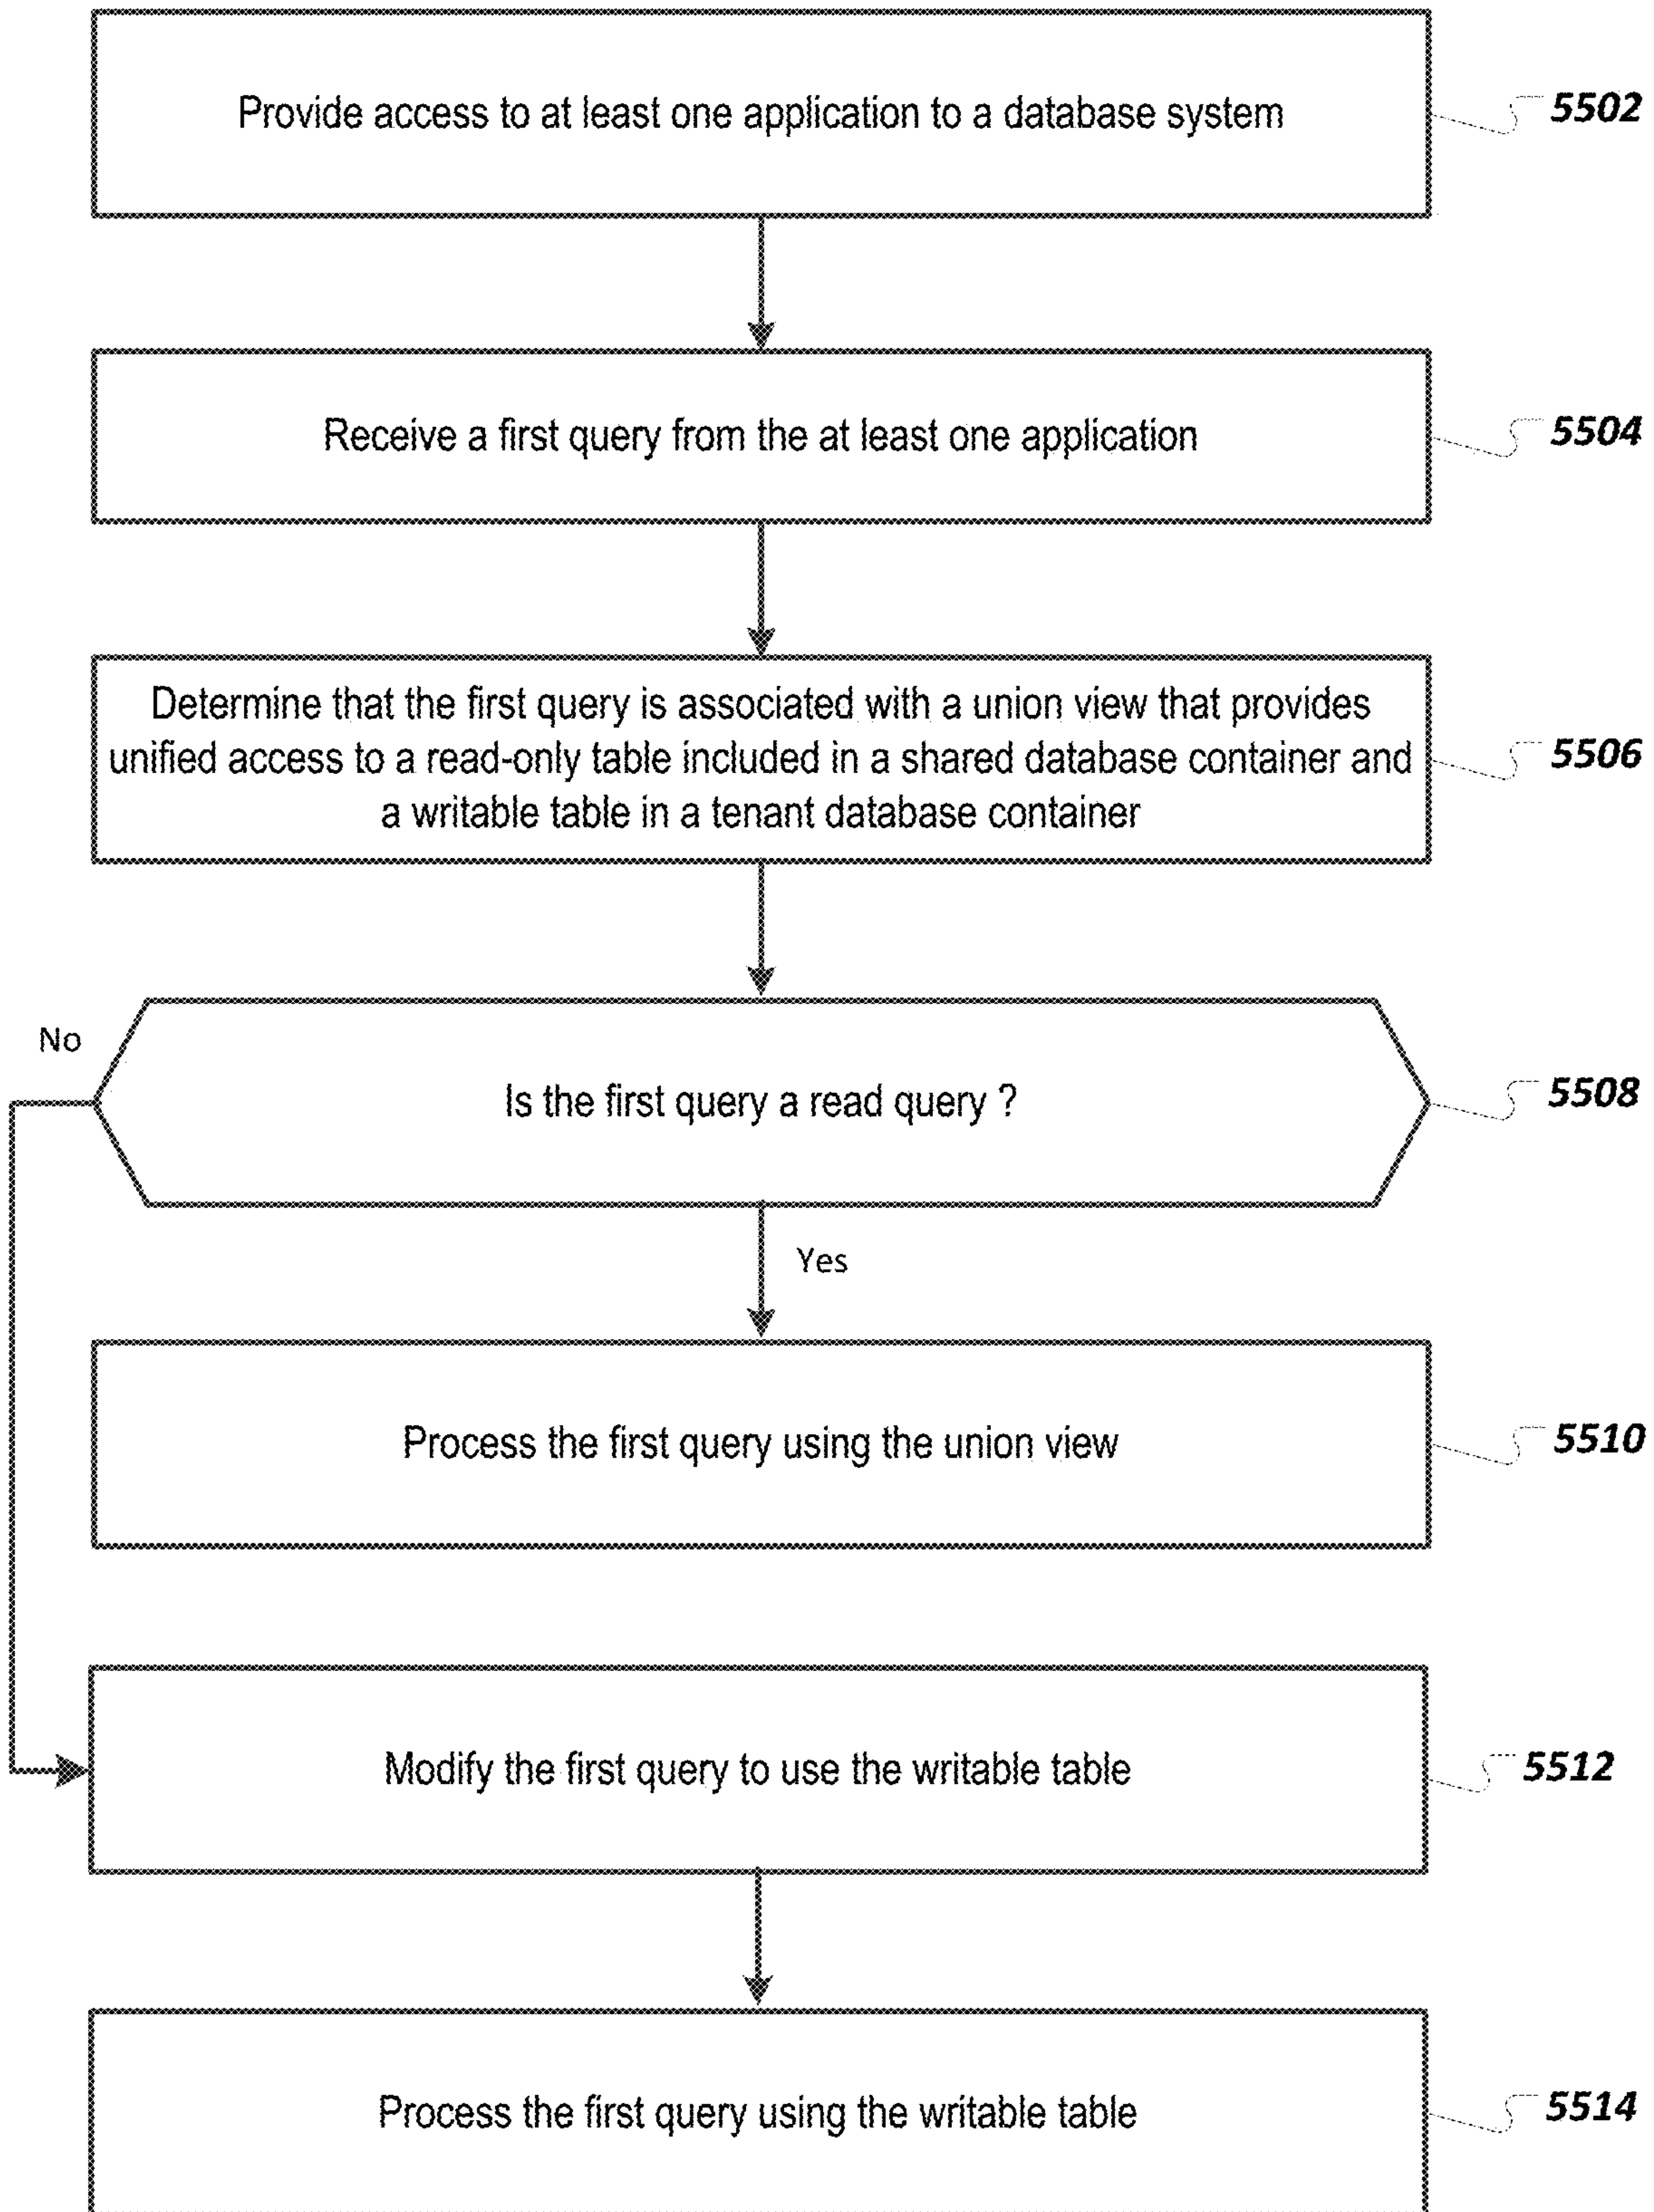 Provide access to at least one application to a database system
5502
Receive a first query from the at least one application
5504
Determine that the first query is associated with a union view that provides
unified access to a read-only table included in a shared database container and
a writable table in a tenant database container
5506
No
Is the first query a read query ?
5508
Yes
Process the first query using the union view
5510
Modify the first query to use the writable table
5512
Process the first query using the writable table
5514